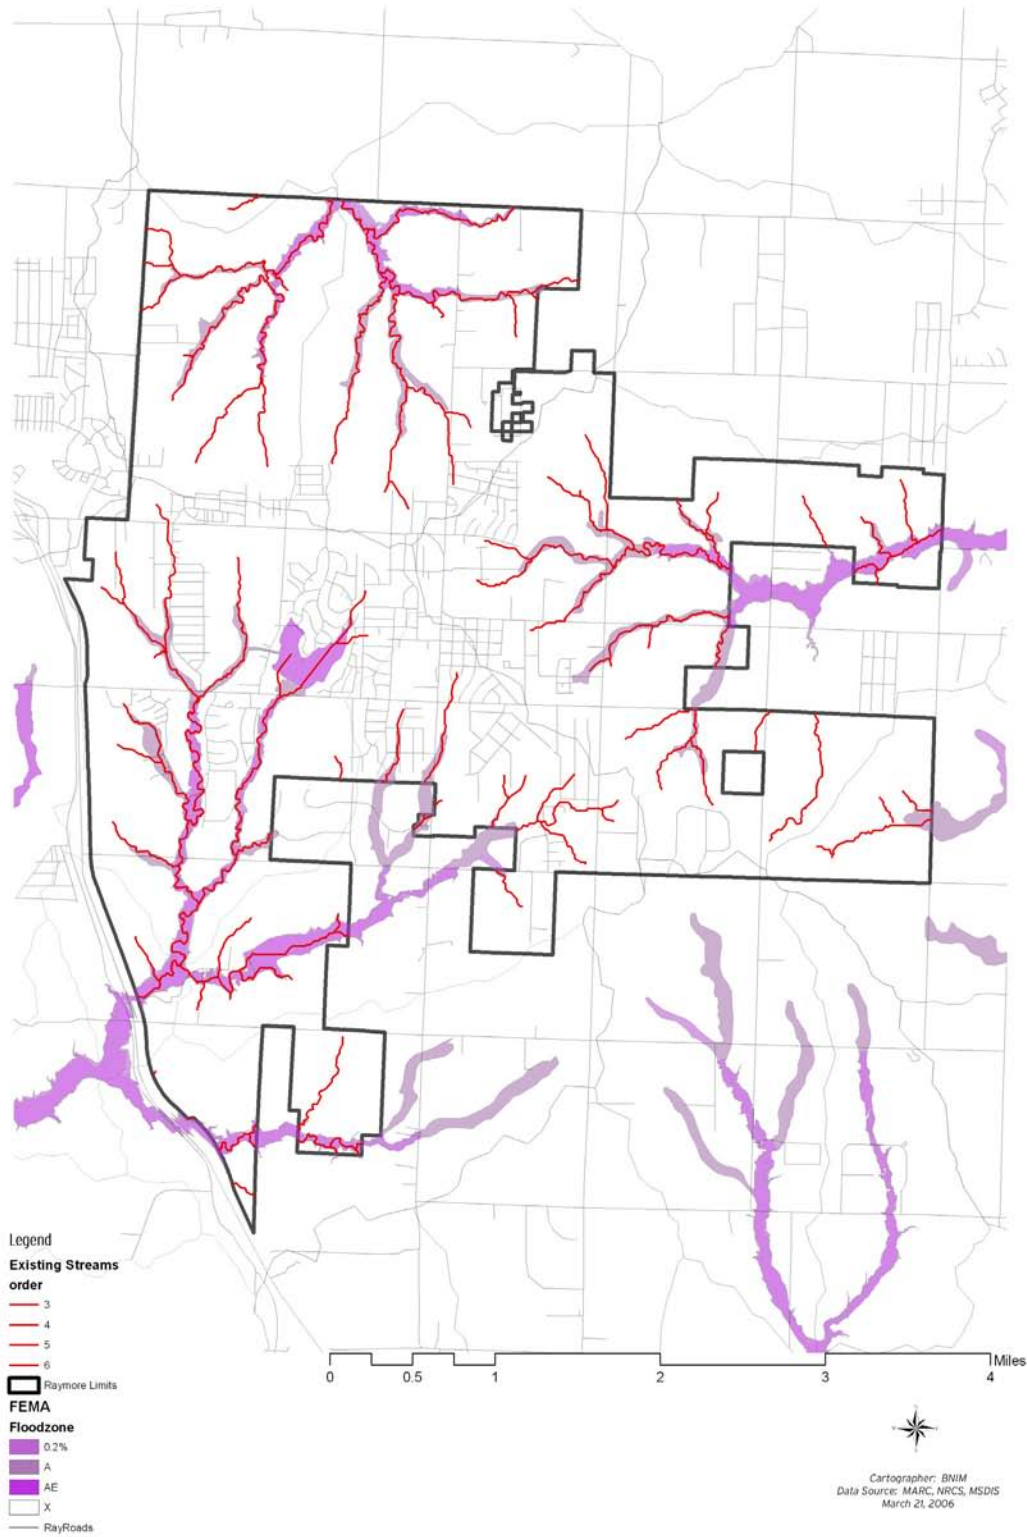 Legend
Existing Streams
order
3
4
5
6
Raymore Limits
FEMA
Floodzone
0.2%
A
AE
X
RayRoads
Miles
0 0.5 1 2 3 4
Cartographer: BNIM
Data Source: MARC, NRCS, MSDIS
March 21, 2006